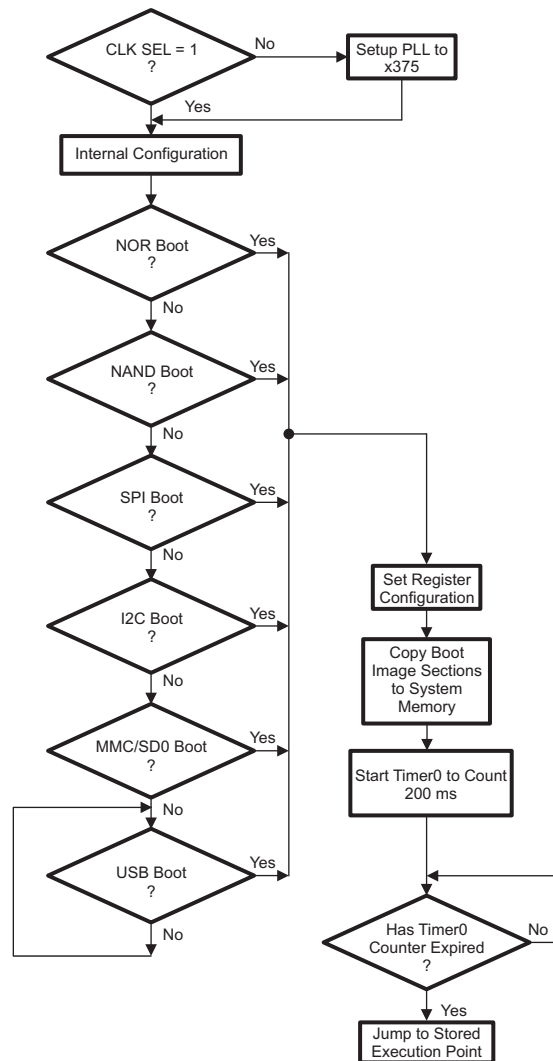 CLK SEL = 1
?
No
Setup PLL to
x375
Yes
Internal Configuration
NOR Boot
?
Yes
No
NAND Boot
?
Yes
No
SPI Boot
?
Yes
No
I2C Boot
?
Yes
No
MMC/SD0 Boot
?
Yes
No
USB Boot
?
Yes
No
Set Register
Configuration
Copy Boot
Image Sections
to System
Memory
Start Timer0 to Count
200 ms
Has Timer0
Counter Expired
?
No
Yes
Jump to Stored
Execution Point